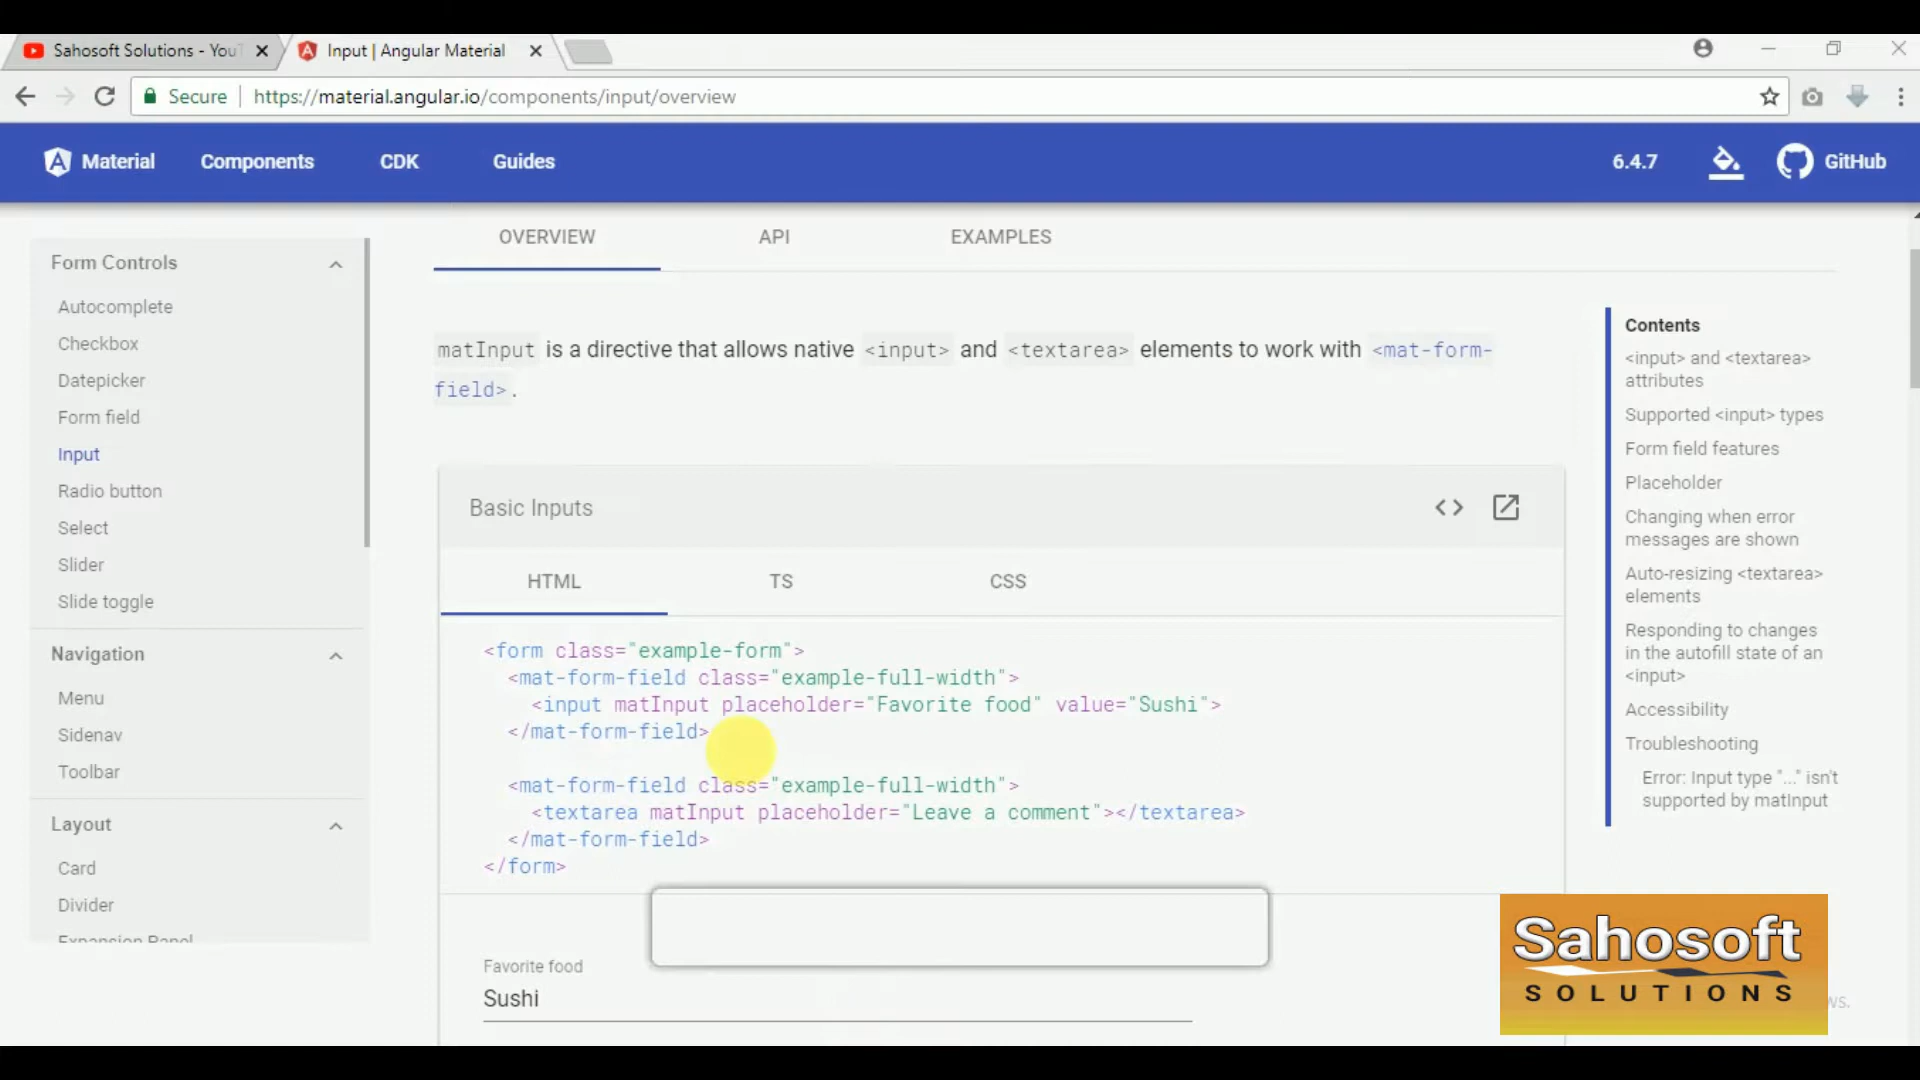 Sahosoft Solutions - YouT
Input | Angular Material
Secure
https://material.angular.io/components/input/overview
Material
Components
CDK
Guides
6.4.7
GitHub
Form Controls
Autocomplete
Checkbox
Datepicker
Form field
Input
Radio button
Select
Slider
Slide toggle
Navigation
Menu
Sidenav
Toolbar
Layout
Card
Divider
Expansion Panel
OVERVIEW
API
EXAMPLES
matInput is a directive that allows native <input> and <textarea> elements to work with <mat-form-
field>.
Basic Inputs
< >
HTML
TS
CSS
<form class="example-form">
<mat-form-field class="example-full-width">
<input matInput placeholder="Favorite food" value="Sushi">
</mat-form-field>
<mat-form-field class="example-full-width">
<textarea matInput placeholder="Leave a comment"></textarea>
</mat-form-field>
</form>
Favorite food
Sushi
Contents
<input> and <textarea>
attributes
Supported <input> types
Form field features
Placeholder
Changing when error
messages are shown
Auto-resizing <textarea>
elements
Responding to changes
in the autofill state of an
<input>
Accessibility
Troubleshooting
Error: Input type "..." isn't
supported by matInput
Sahosoft
SOLUTIONS